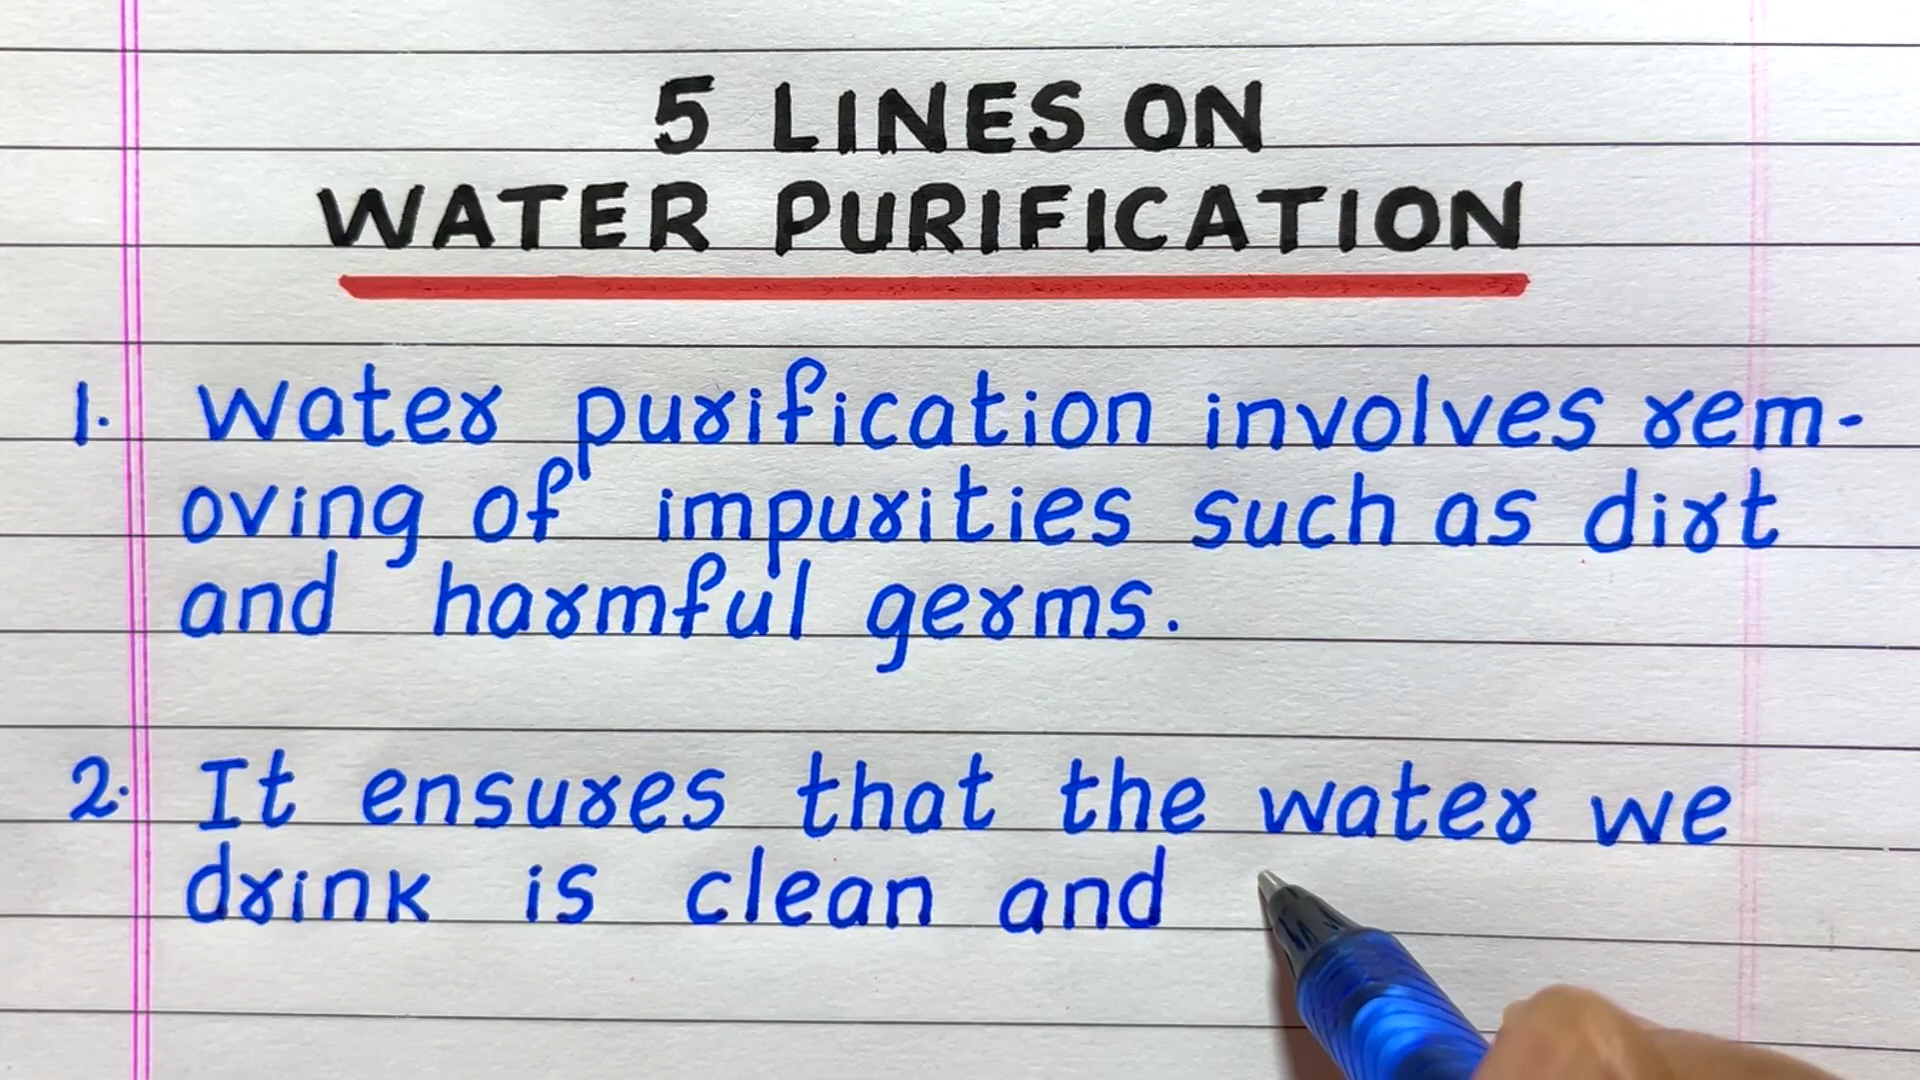 5 LINES ON
WATER PURIFICATION
1. Water purification involves rem-
oving of impurities such as dirt
and harmful germs.
2. It ensures that the water we
drink is clean and